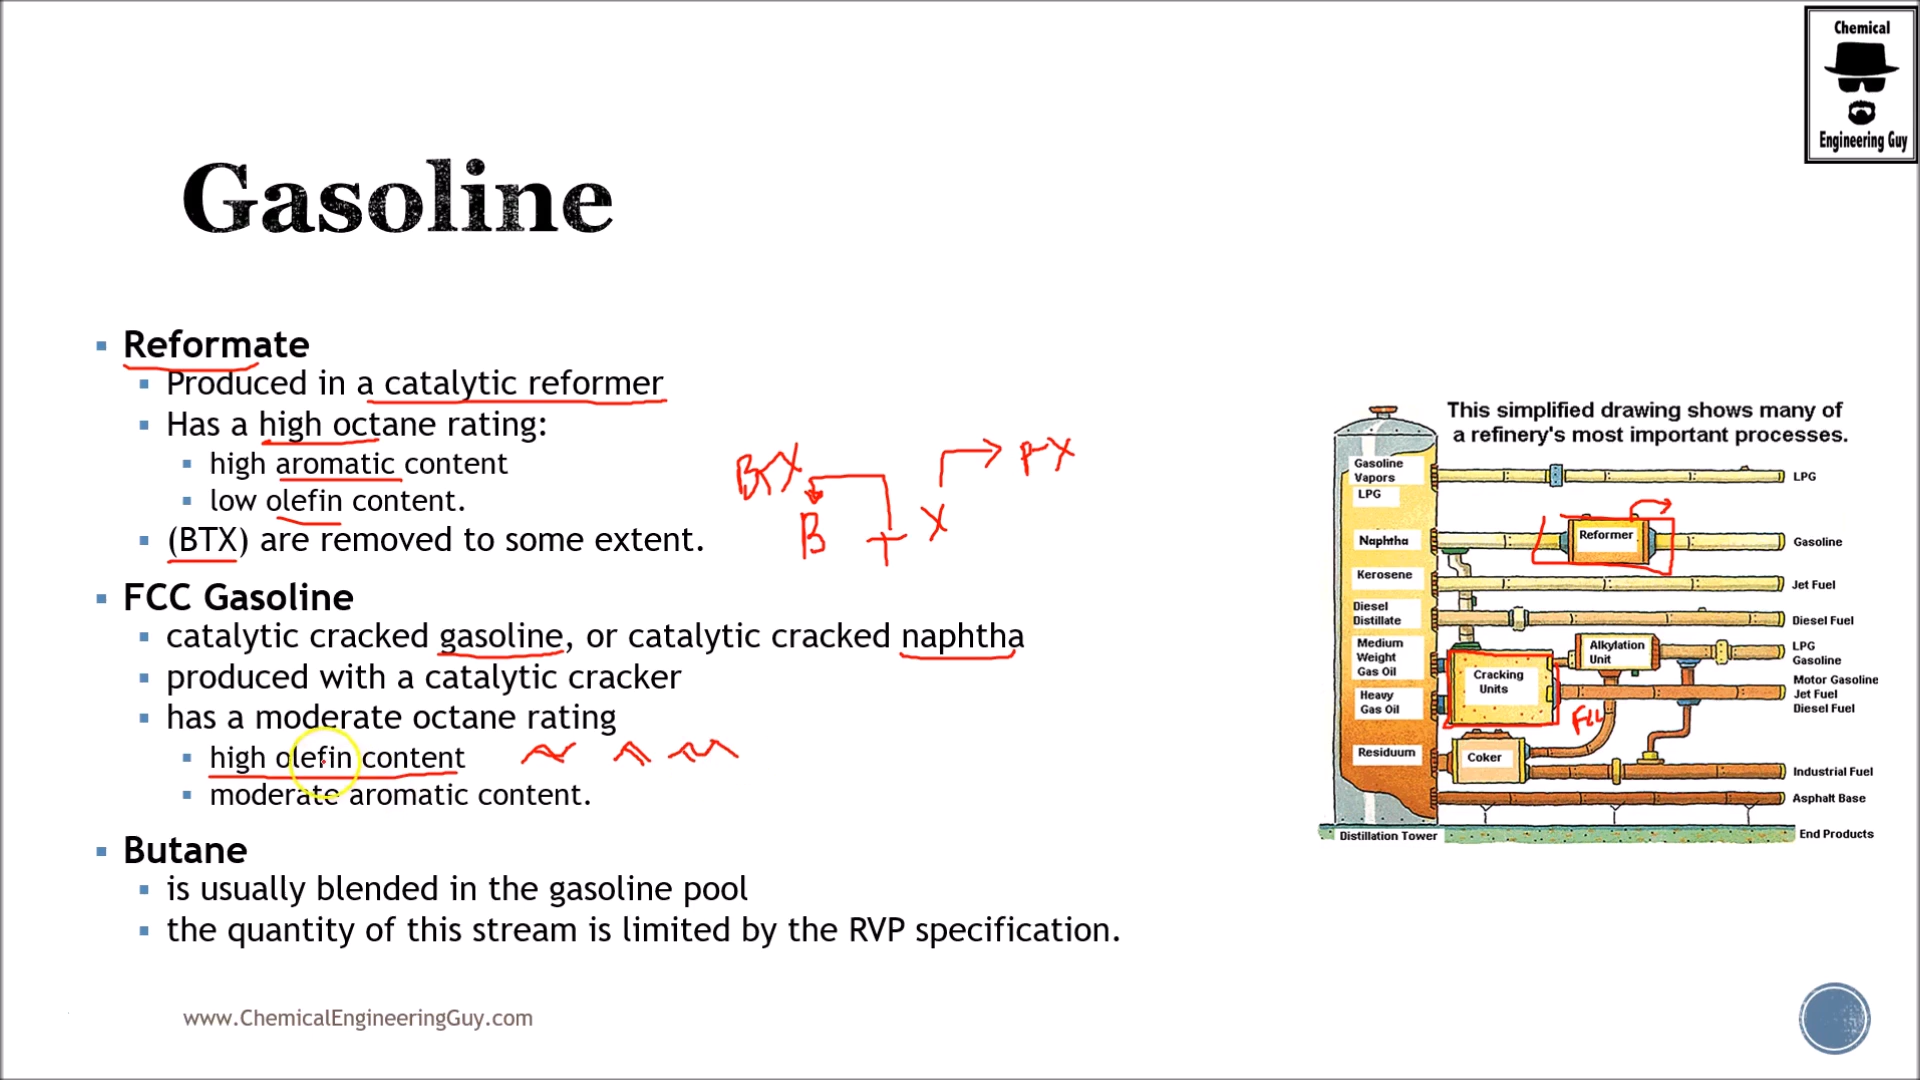 Chemical
Engineering Guy
Gasoline
Reformate
Produced in a catalytic reformer
Has a high octane rating:
high aromatic content
low olefin content.
(BTX) are removed to some extent.
BTX
B
T
X
PX
FCC Gasoline
catalytic cracked gasoline, or catalytic cracked naphtha
produced with a catalytic cracker
has a moderate octane rating
high olefin content
moderate aromatic content.
Butane
is usually blended in the gasoline pool
the quantity of this stream is limited by the RVP specification.
This simplified drawing shows many of
a refinery's most important processes.
Gasoline
Vapors
LPG
LPG
Naphtha
Reformer
Gasoline
Kerosene
Jet Fuel
Diesel
Distillate
Diesel Fuel
Medium
Weight
Gas Oil
Heavy
Gas Oil
Cracking
Units
Alkylation
Unit
LPG
Gasoline
Motor Gasoline
Jet Fuel
Diesel Fuel
FCC
Residuum
Coker
Industrial Fuel
Asphalt Base
Distillation Tower
End Products
www.ChemicalEngineeringGuy.com